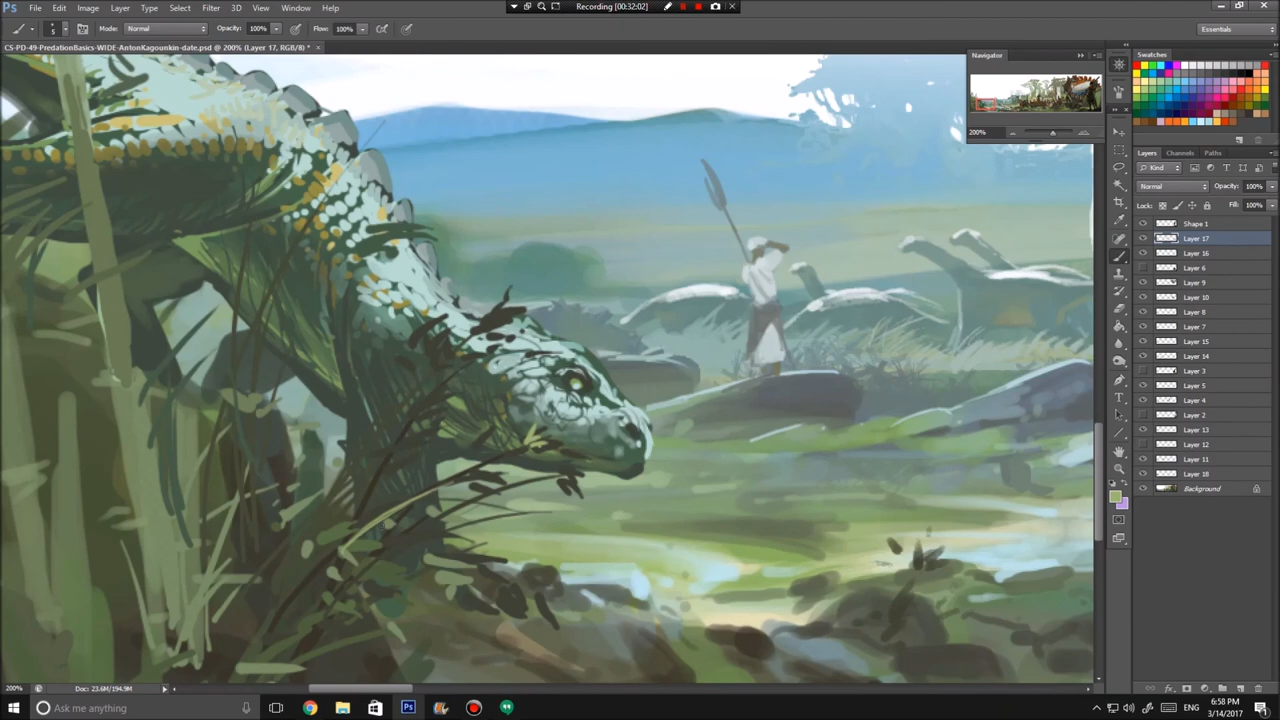 Ps File Edit Image Layer Type Select Filter 3D View Window Help
Recording [00:32:02]
5 Mode: Normal Opacity: 100% Flow: 100% Essentials
CS-PD-49-PredationBasics-WIDE-AntonKagounkin-date.psd @ 200% (Layer 17, RGB/8) * ×
Navigator
200%
Swatches
Layers Channels Paths
Kind
Normal Opacity: 100%
Lock: Fill: 100%
Shape 1
Layer 17
Layer 16
Layer 6
Layer 9
Layer 10
Layer 8
Layer 7
Layer 15
Layer 14
Layer 3
Layer 5
Layer 4
Layer 2
Layer 13
Layer 12
Layer 11
Layer 18
Background
200% Doc: 23.6M/194.9M
fx
Ask me anything Ps ENG 6:58 PM
3/14/2017 1